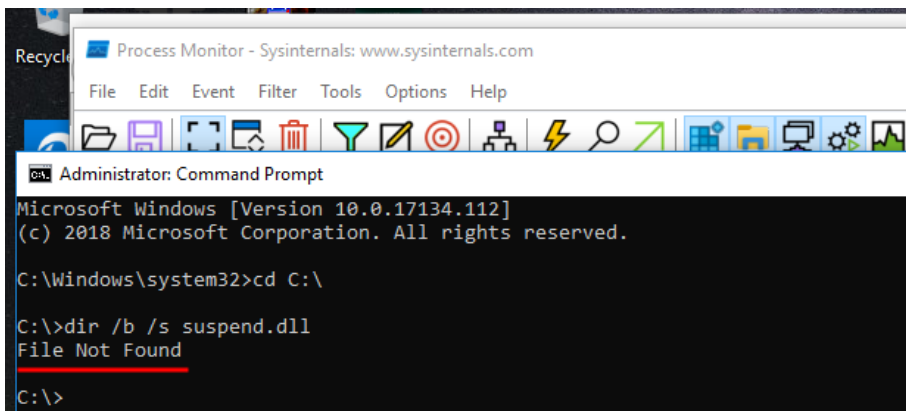 Recycle
Process Monitor - Sysinternals: www.sysinternals.com
File Edit Event Filter Tools Options Help
Administrator: Command Prompt
Microsoft Windows [Version 10.0.17134.112]
(c) 2018 Microsoft Corporation. All rights reserved.
C:\Windows\system32>cd C:\
C:\>dir /b /s suspend.dll
File Not Found
C:\>